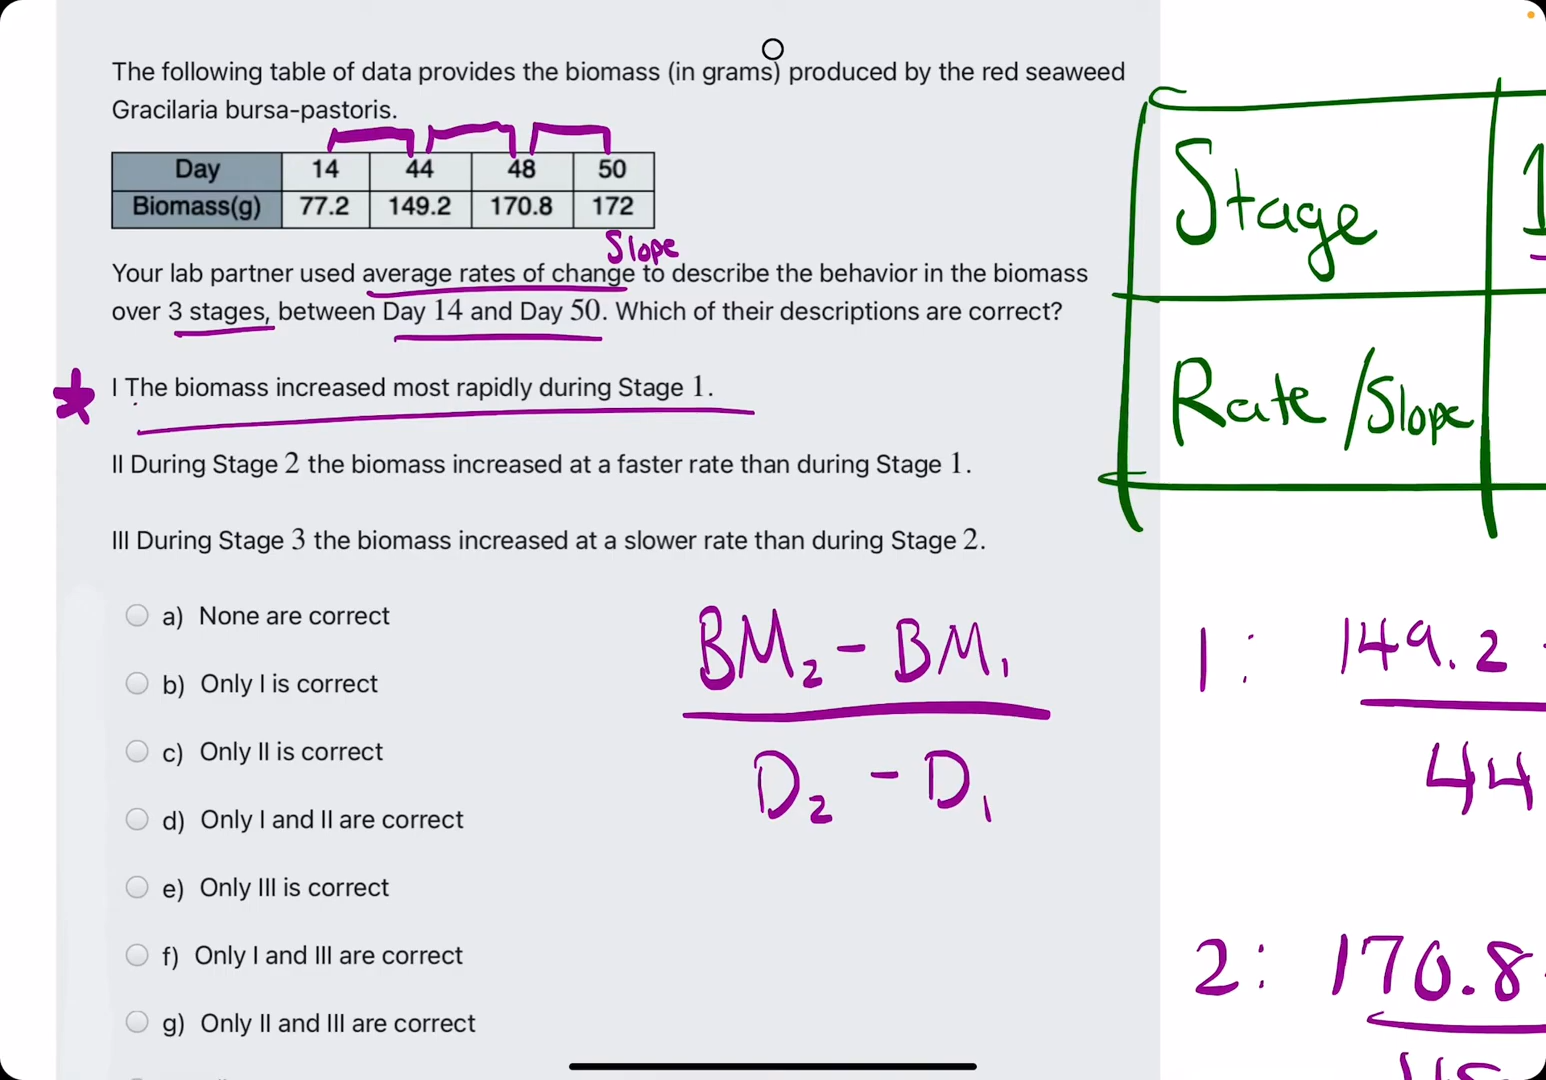 The following table of data provides the biomass (in grams) produced by the red seaweed
Gracilaria bursa-pastoris.
Day 14 44 48 50
Biomass(g) 77.2 149.2 170.8 172
Slope
Your lab partner used average rates of change to describe the behavior in the biomass
over 3 stages, between Day 14 and Day 50. Which of their descriptions are correct?
I The biomass increased most rapidly during Stage 1.
II During Stage 2 the biomass increased at a faster rate than during Stage 1.
III During Stage 3 the biomass increased at a slower rate than during Stage 2.
a) None are correct
b) Only I is correct
c) Only II is correct
d) Only I and II are correct
e) Only III is correct
f) Only I and III are correct
g) Only II and III are correct
BM₂ - BM₁
D₂ - D₁
Stage 1
Rate/Slope
1: 149.2
44
2: 170.8